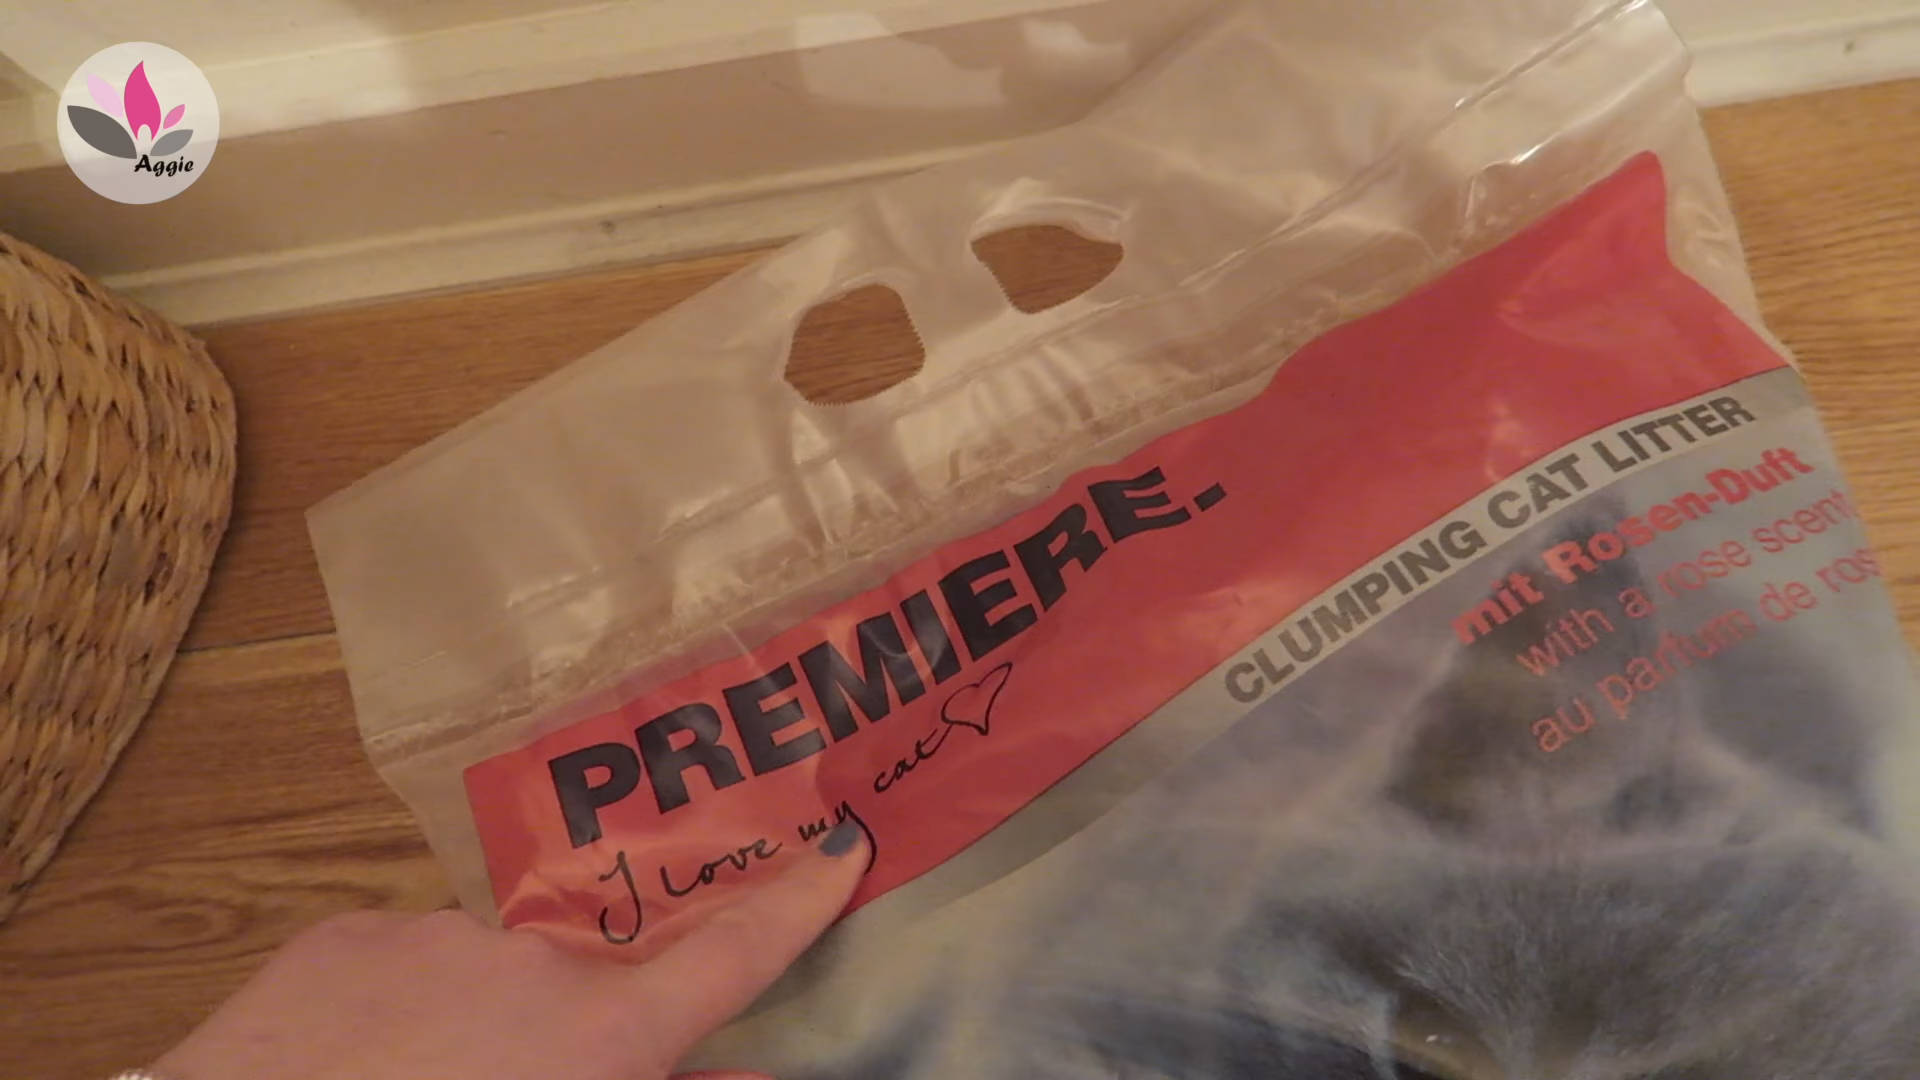 Aggie
PREMIERE.
I love my cat
CLUMPING CAT LITTER
mit Rosen-Duft
with a rose scent
au parfum de ros